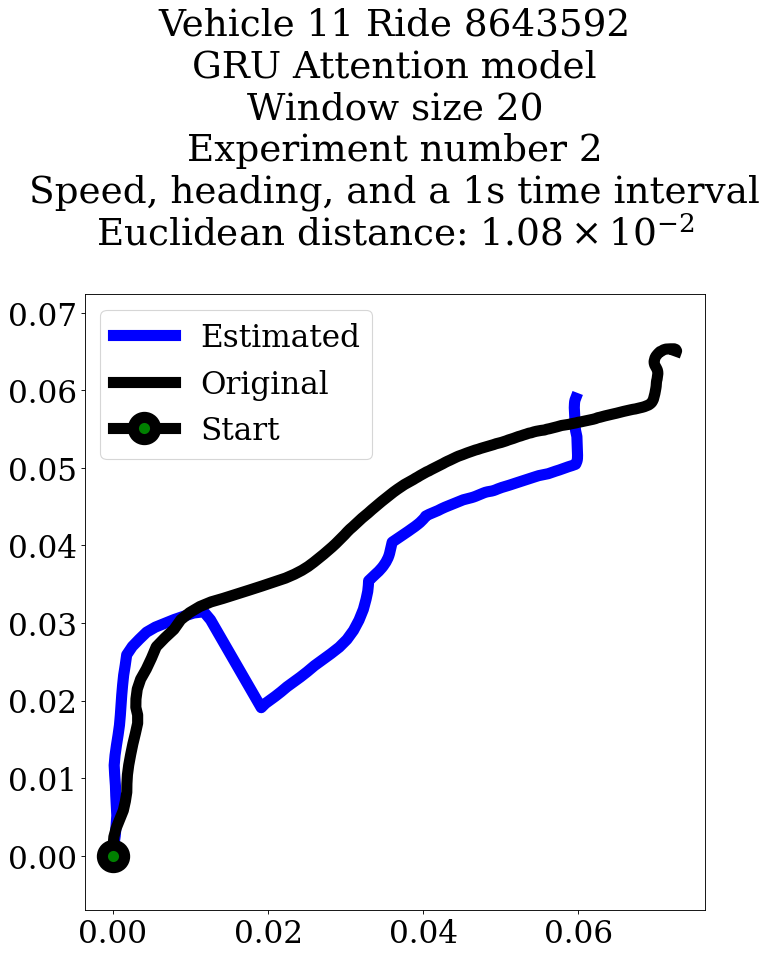 Vehicle 11 Ride 8643592
GRU Attention model
Window size 20
Experiment number 2
Speed, heading, and a 1s time interval
Euclidean distance: 1.08 × 10⁻²
0.07
0.06
0.05
0.04
0.03
0.02
0.01
0.00
Estimated
Original
Start
0.00 0.02 0.04 0.06